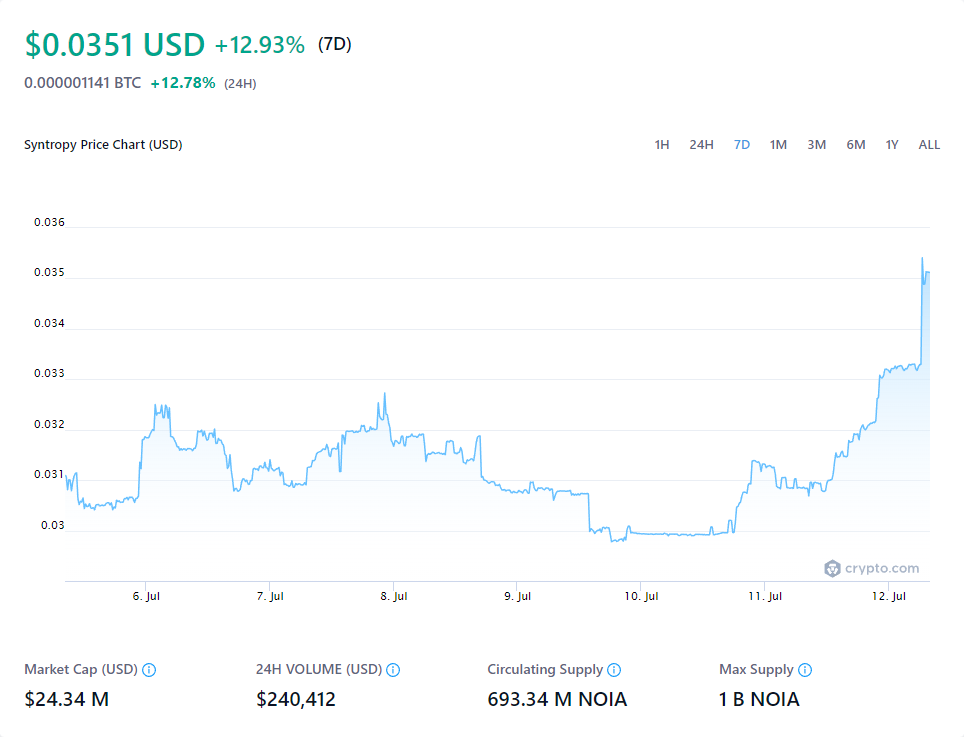 $0.0351 USD +12.93% (7D)
0.000001141 BTC +12.78% (24H)
Syntropy Price Chart (USD) 1H 24H 7D 1M 3M 6M 1Y ALL
0.036
0.035
0.034
0.033
0.032
0.031
0.03
crypto.com
6. Jul 7. Jul 8. Jul 9. Jul 10. Jul 11. Jul 12. Jul
Market Cap (USD) 24H VOLUME (USD) Circulating Supply Max Supply
$24.34 M $240,412 693.34 M NOIA 1 B NOIA